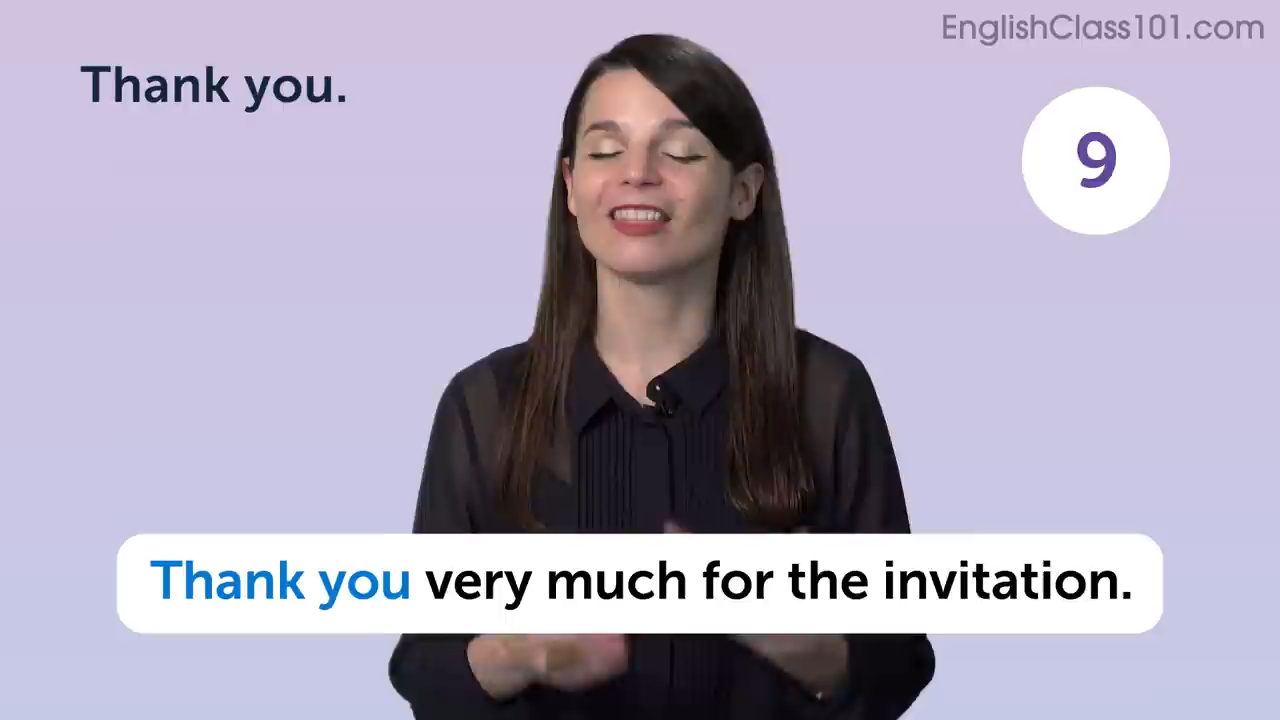 EnglishClass101.com
Thank you.
9
Thank you very much for the invitation.